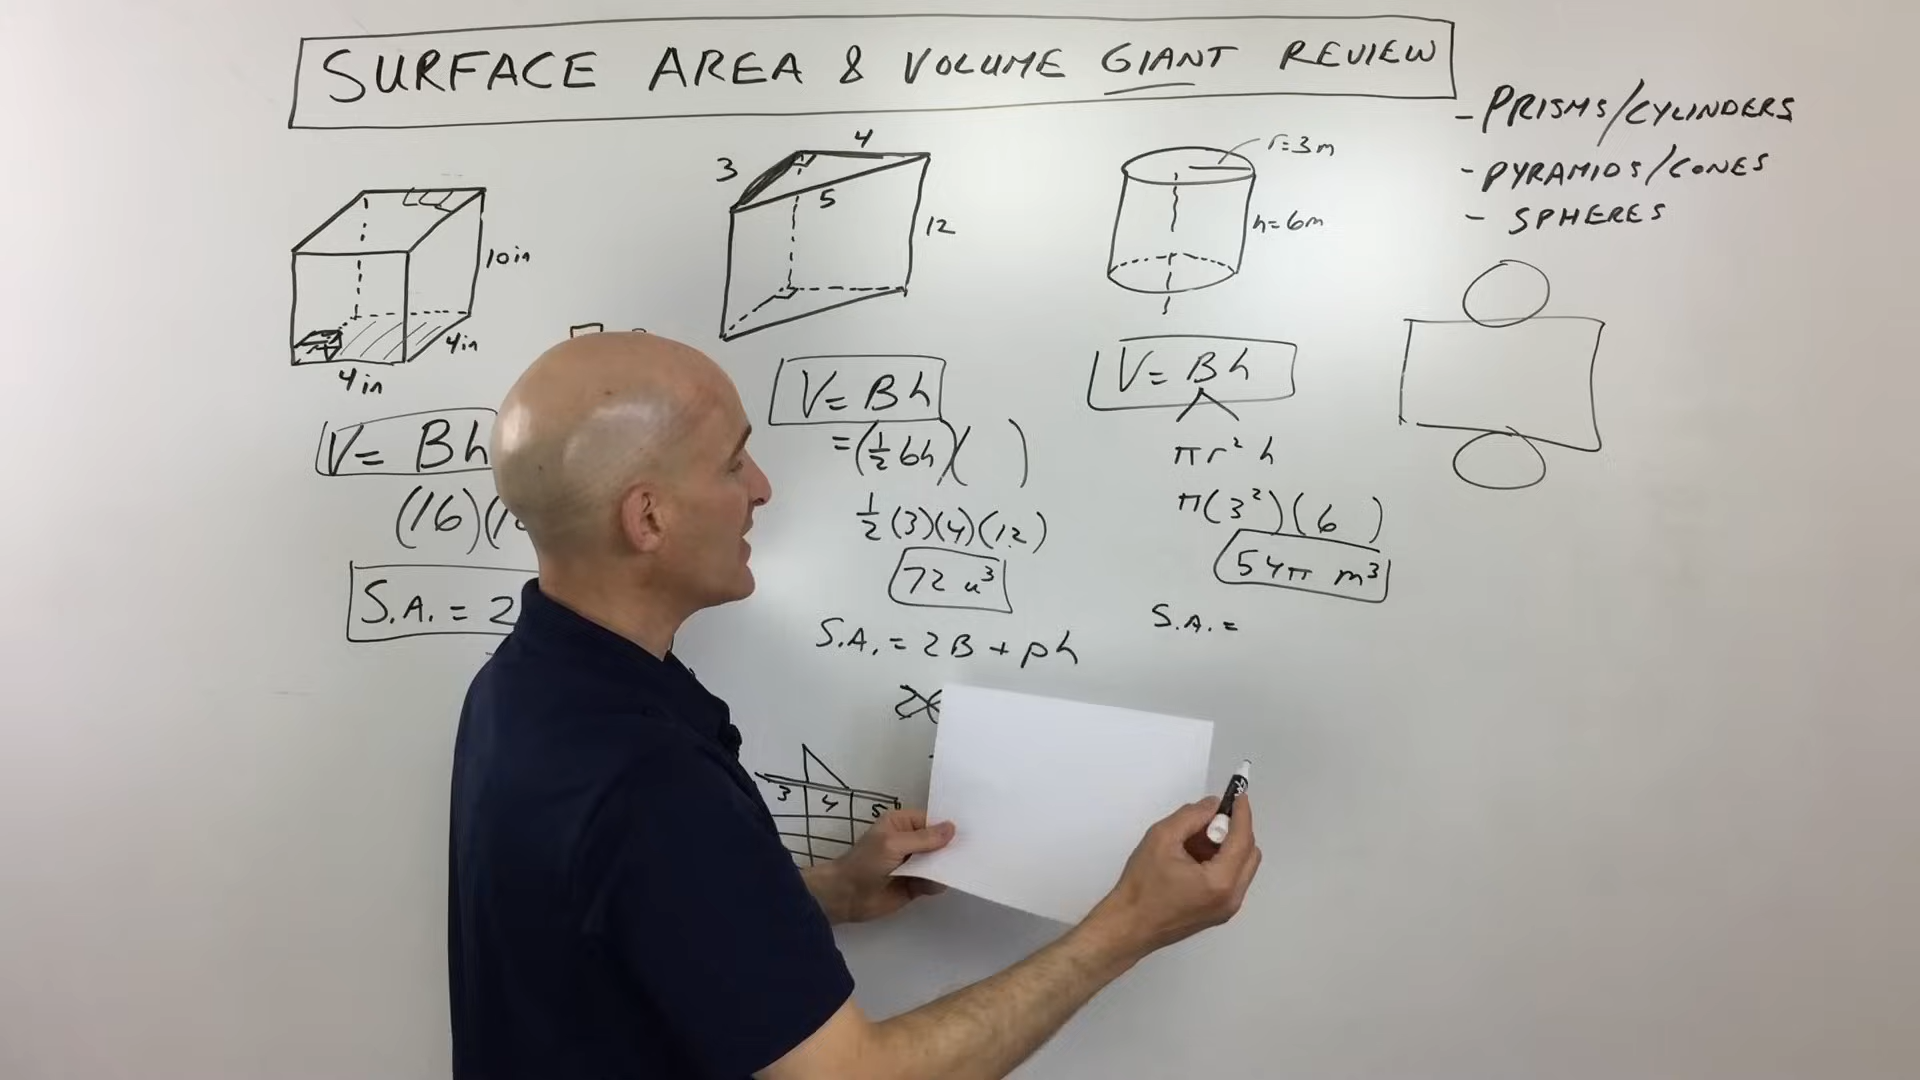 SURFACE AREA & VOLUME GIANT REVIEW
- PRISMS/CYLINDERS
- PYRAMIDS/CONES
- SPHERES
10in
4in
4in
V= Bh
(16)(
S.A. = 2
3
4
5
12
V= Bh
=(½bh)( )
½(3)(4)(12)
72 u³
S.A. = 2B + ph
3 4 5
r=3m
h=6m
V= Bh
πr² h
π(3²)(6)
54π m³
S.A. =